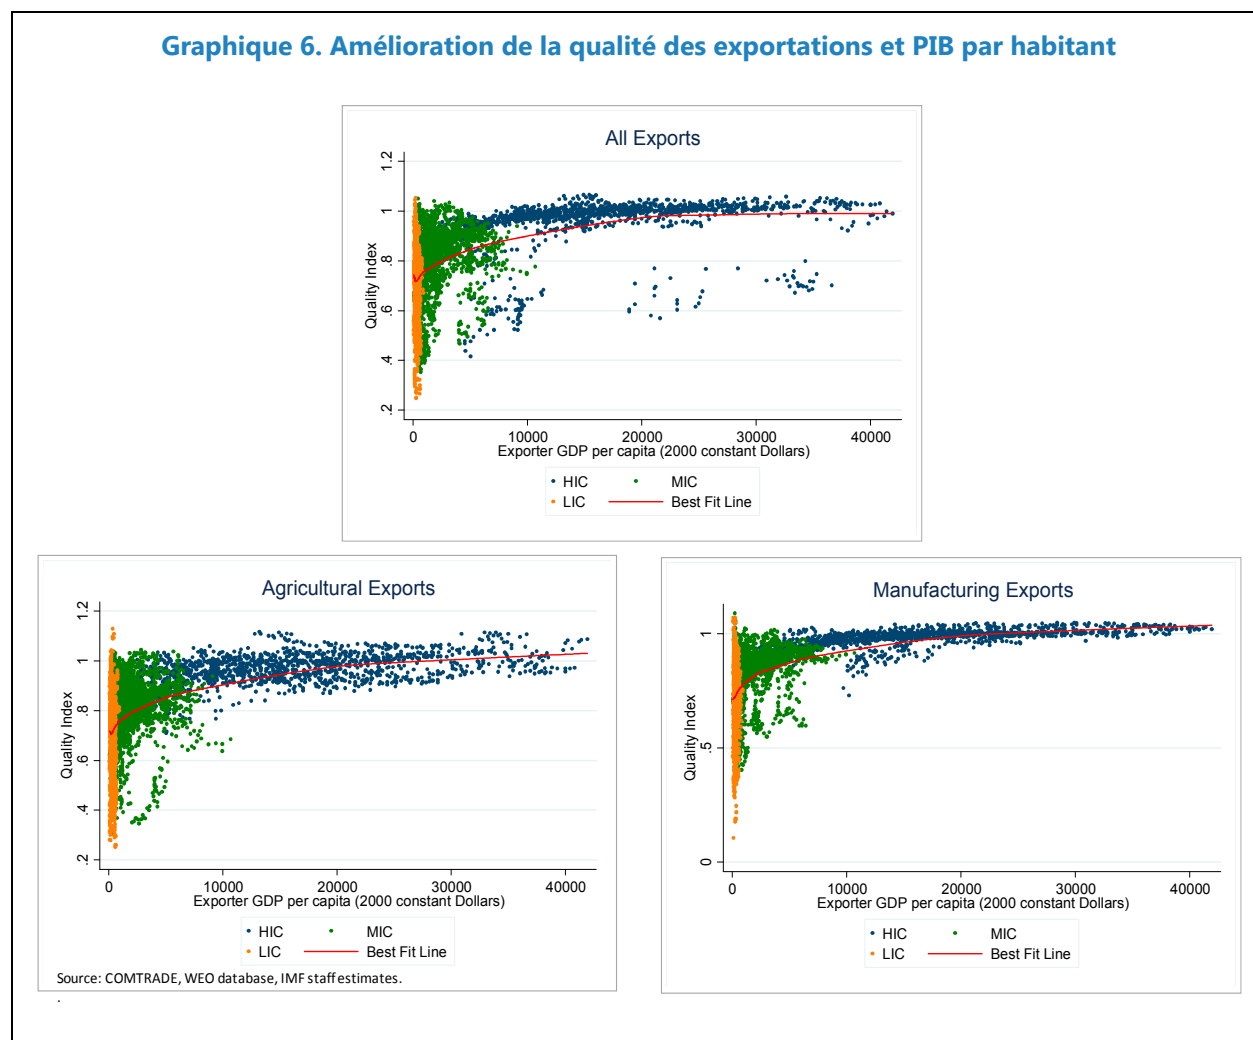 Graphique 6. Amélioration de la qualité des exportations et PIB par habitant
All Exports
Quality Index
1.2
1
.8
.6
.4
.2
0 10000 20000 30000 40000
Exporter GDP per capita (2000 constant Dollars)
HIC MIC
LIC Best Fit Line
Agricultural Exports
Quality Index
1.2
1
.8
.6
.4
.2
0 10000 20000 30000 40000
Exporter GDP per capita (2000 constant Dollars)
HIC MIC
LIC Best Fit Line
Source: COMTRADE, WEO database, IMF staff estimates.
.
Manufacturing Exports
Quality Index
1
.5
0
0 10000 20000 30000 40000
Exporter GDP per capita (2000 constant Dollars)
HIC MIC
LIC Best Fit Line